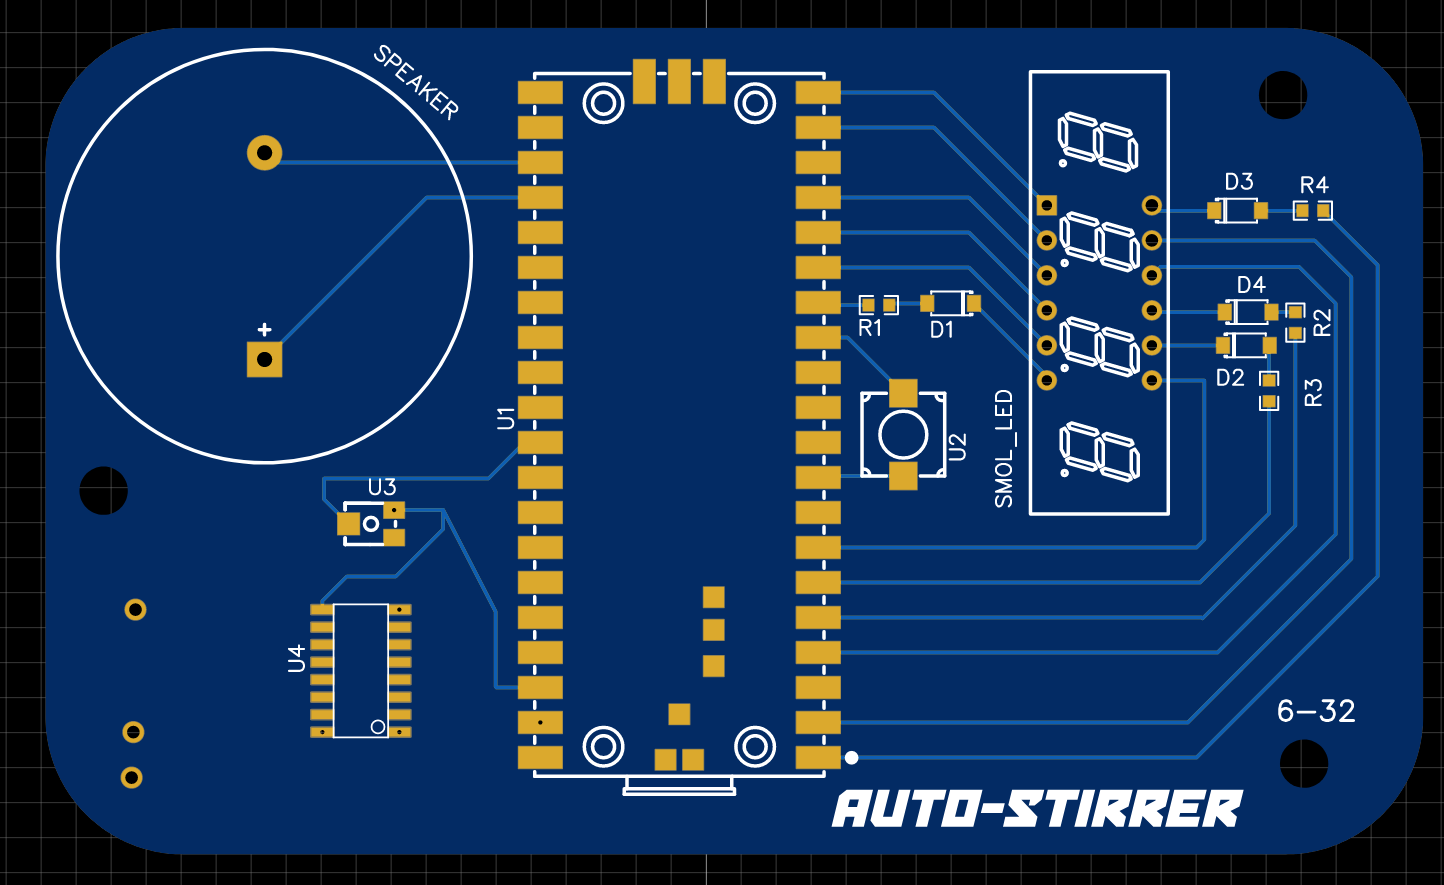 SPEAKER
D3
R4
+
D4
R1
D1
R2
D2
R3
U1
SMOL_LED
U2
U3
U4
6-32
AUTO-STIRRER